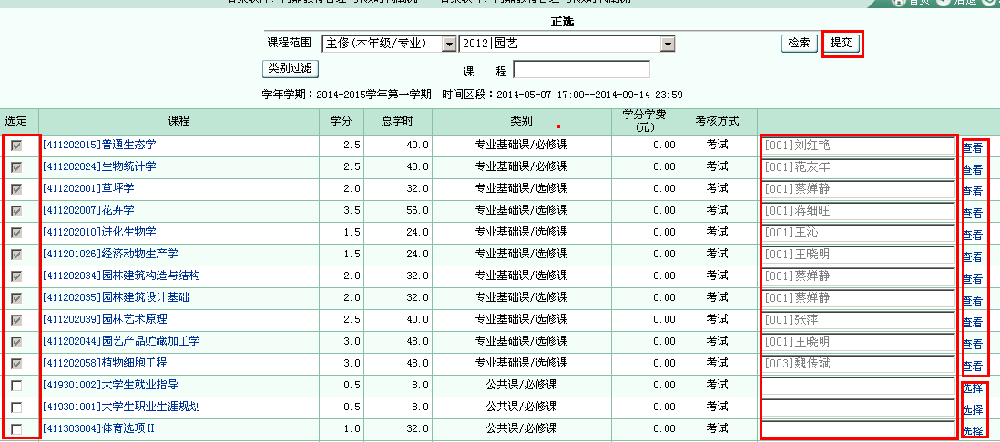 首页 后退
正选
课程范围 主修(本年级/专业) 2012|园艺 检索 提交
类别过滤 课 程
学年学期：2014-2015学年第一学期 时间区段：2014-05-07 17:00--2014-09-14 23:59
选定 课程 学分 总学时 类别 学分学费(元) 考核方式
[411202015]普通生态学 2.5 40.0 专业基础课/必修课 0.00 考试 [001]刘红艳 查看
[411202024]生物统计学 2.5 40.0 专业基础课/必修课 0.00 考试 [001]范友年 查看
[411202001]草坪学 2.0 32.0 专业基础课/选修课 0.00 考试 [001]蔡婵静 查看
[411202007]花卉学 3.5 56.0 专业基础课/选修课 0.00 考试 [001]蒋细旺 查看
[411202010]进化生物学 1.5 24.0 专业基础课/选修课 0.00 考试 [001]王沁 查看
[411201026]经济动物生产学 1.5 24.0 专业基础课/选修课 0.00 考试 [001]王晓明 查看
[411202034]园林建筑构造与结构 2.0 32.0 专业基础课/选修课 0.00 考试 [001]蔡婵静 查看
[411202035]园林建筑设计基础 2.0 32.0 专业基础课/选修课 0.00 考试 [001]蔡婵静 查看
[411202039]园林艺术原理 2.5 40.0 专业基础课/选修课 0.00 考试 [001]张萍 查看
[411202044]园艺产品贮藏加工学 3.0 48.0 专业基础课/选修课 0.00 考试 [001]王晓明 查看
[411202058]植物细胞工程 3.0 48.0 专业基础课/选修课 0.00 考试 [003]魏传斌 查看
[419301002]大学生就业指导 0.5 8.0 公共课/必修课 0.00 考试 选择
[419301001]大学生职业生涯规划 0.5 8.0 公共课/必修课 0.00 考试 选择
[411303004]体育选项Ⅱ 1.0 32.0 公共课/必修课 0.00 考试 选择